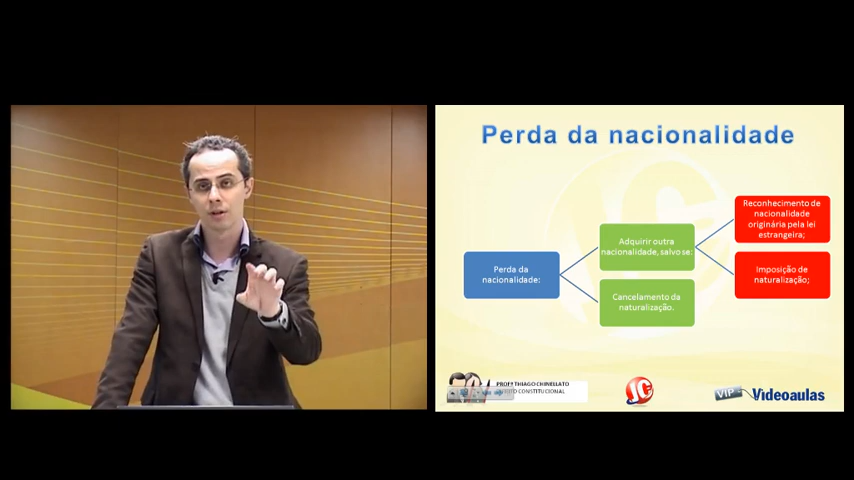 Perda da nacionalidade
Perda da
nacionalidade:
Adquirir outra
nacionalidade, salvo se:
Cancelamento da
naturalização.
Reconhecimento de
nacionalidade
originária pela lei
estrangeira;
Imposição de
naturalização;
THIAGO CHINELLATO
CONSTITUCIONAL
JC
VIP Videoaulas